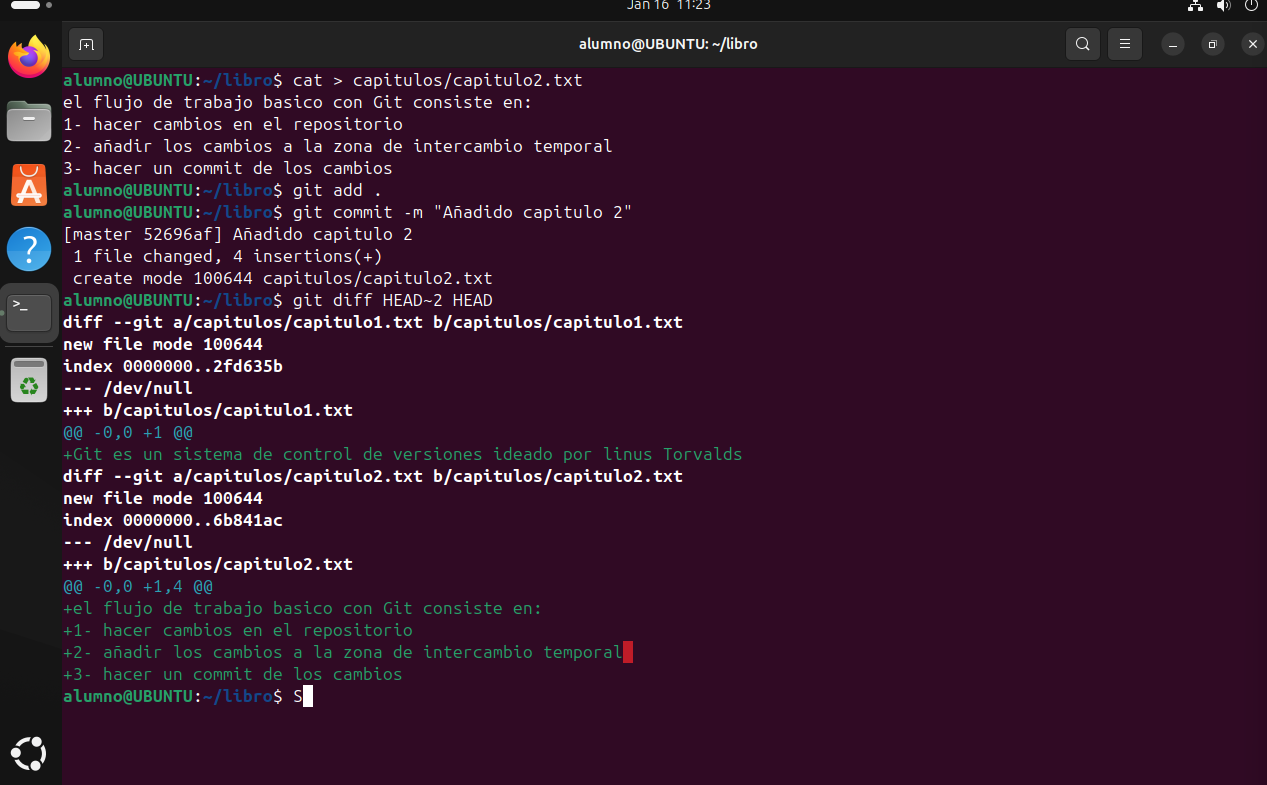 Jan 16 11:23
alumno@UBUNTU: ~/libro
alumno@UBUNTU:~/libro$ cat > capitulos/capitulo2.txt
el flujo de trabajo basico con Git consiste en:
1- hacer cambios en el repositorio
2- añadir los cambios a la zona de intercambio temporal
3- hacer un commit de los cambios
alumno@UBUNTU:~/libro$ git add .
alumno@UBUNTU:~/libro$ git commit -m "Añadido capitulo 2"
[master 52696af] Añadido capitulo 2
 1 file changed, 4 insertions(+)
 create mode 100644 capitulos/capitulo2.txt
alumno@UBUNTU:~/libro$ git diff HEAD~2 HEAD
diff --git a/capitulos/capitulo1.txt b/capitulos/capitulo1.txt
new file mode 100644
index 0000000..2fd635b
--- /dev/null
+++ b/capitulos/capitulo1.txt
@@ -0,0 +1 @@
+Git es un sistema de control de versiones ideado por linus Torvalds
diff --git a/capitulos/capitulo2.txt b/capitulos/capitulo2.txt
new file mode 100644
index 0000000..6b841ac
--- /dev/null
+++ b/capitulos/capitulo2.txt
@@ -0,0 +1,4 @@
+el flujo de trabajo basico con Git consiste en:
+1- hacer cambios en el repositorio
+2- añadir los cambios a la zona de intercambio temporal
+3- hacer un commit de los cambios
alumno@UBUNTU:~/libro$ S